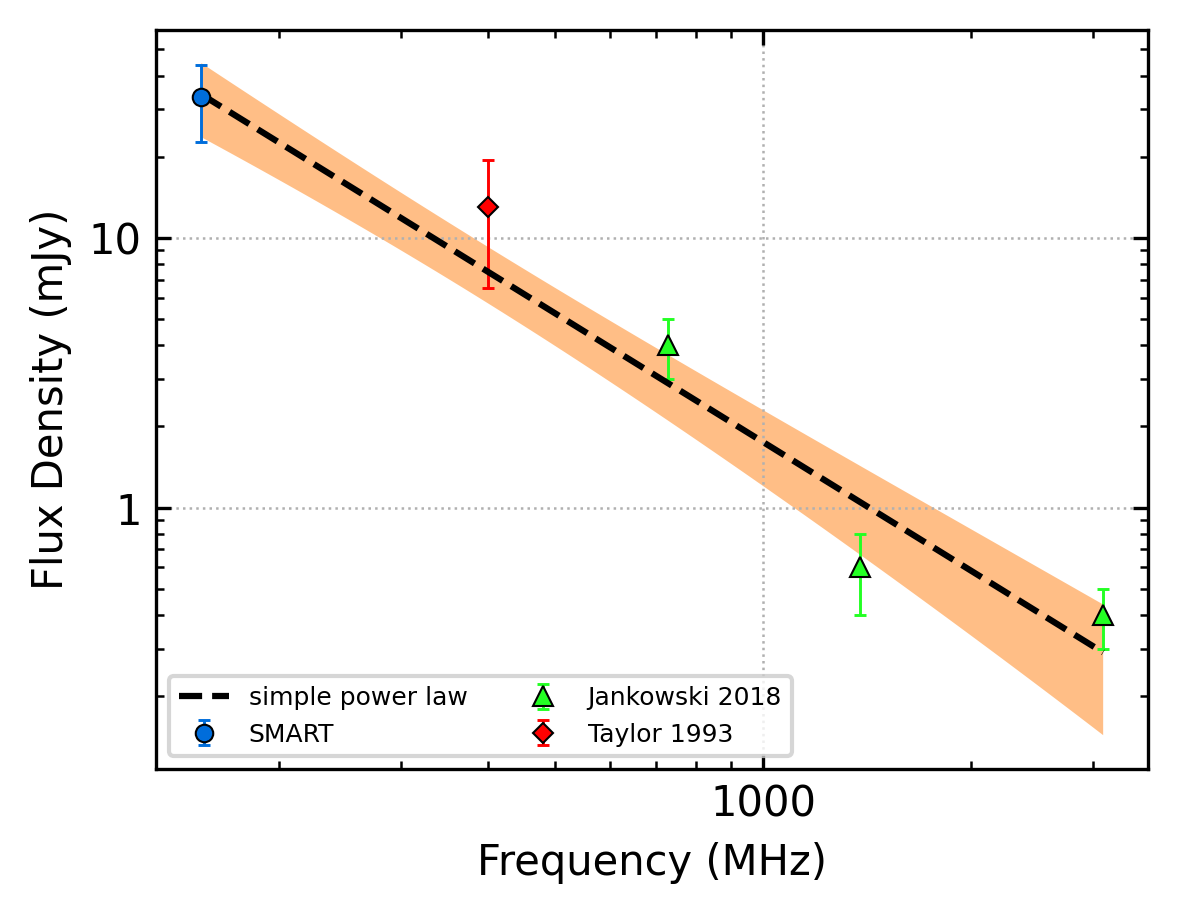 Flux Density (mJy)
10
1
simple power law
SMART
Jankowski 2018
Taylor 1993
1000
Frequency (MHz)